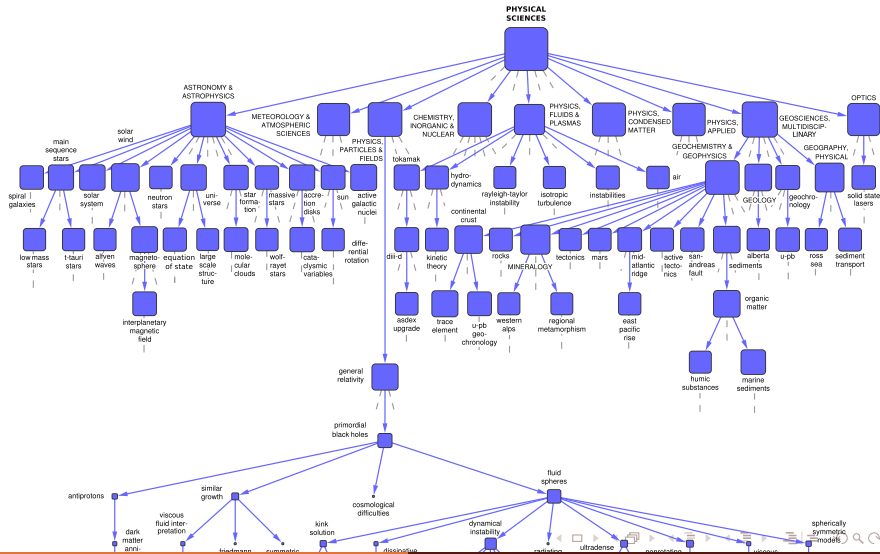 PHYSICAL
SCIENCES
ASTRONOMY &
ASTROPHYSICS
METEOROLOGY &
ATMOSPHERIC
SCIENCES
PHYSICS,
PARTICLES &
FIELDS
CHEMISTRY,
INORGANIC &
NUCLEAR
PHYSICS,
FLUIDS &
PLASMAS
PHYSICS,
CONDENSED
MATTER
PHYSICS,
APPLIED
GEOSCIENCES,
MULTIDISCIP-
LINARY
OPTICS
GEOCHEMISTRY &
GEOPHYSICS
GEOGRAPHY,
PHYSICAL
solar
wind
main
sequence
stars
spiral
galaxies
solar
system
neutron
stars
uni-
verse
star
forma-
tion
massive
stars
accre-
tion
disks
sun
active
galactic
nuclei
tokamak
hydro-
dynamics
rayleigh-taylor
instability
isotropic
turbulence
instabilities
air
GEOLOGY
geochro-
nology
solid state
lasers
low mass
stars
t-tauri
stars
alfven
waves
magneto-
sphere
equation
of state
large
scale
struc-
ture
mole-
cular
clouds
wolf-
rayet
stars
cata-
clysmic
variables
diffe-
rential
rotation
diii-d
kinetic
theory
continental
crust
rocks
MINERALOGY
tectonics
mars
mid-
atlantic
ridge
active
tecto-
nics
san-
andreas
fault
sediments
alberta
u-pb
ross
sea
sediment
transport
interplanetary
magnetic
field
asdex
upgrade
trace
element
u-pb
geo-
chronology
western
alps
regional
metamorphism
east
pacific
rise
organic
matter
humic
substances
marine
sediments
general
relativity
primordial
black holes
antiprotons
similar
growth
cosmological
difficulties
fluid
spheres
dark
matter
anni-
viscous
fluid inter-
pretation
friedmann
symmetric
kink
solution
dissipative
dynamical
instability
radiating
ultradense
nonrotating
viscous
spherically
symmetric
models